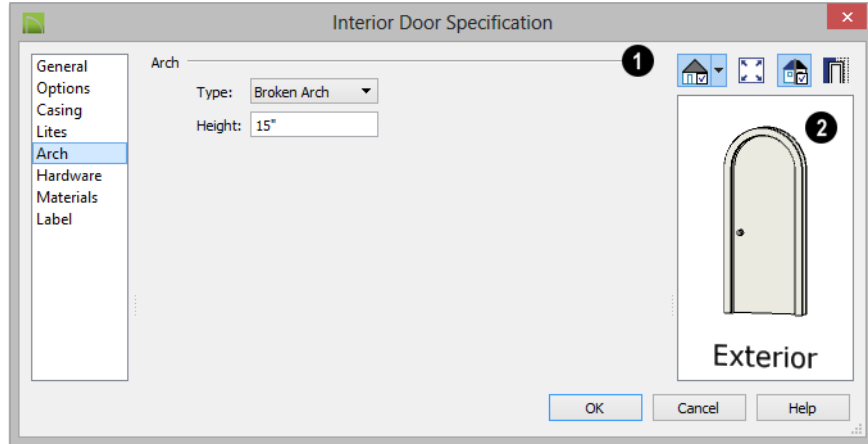 Interior Door Specification
General
Options
Casing
Lites
Arch
Hardware
Materials
Label
Arch
1
Type: Broken Arch
Height: 15"
2
Exterior
OK Cancel Help